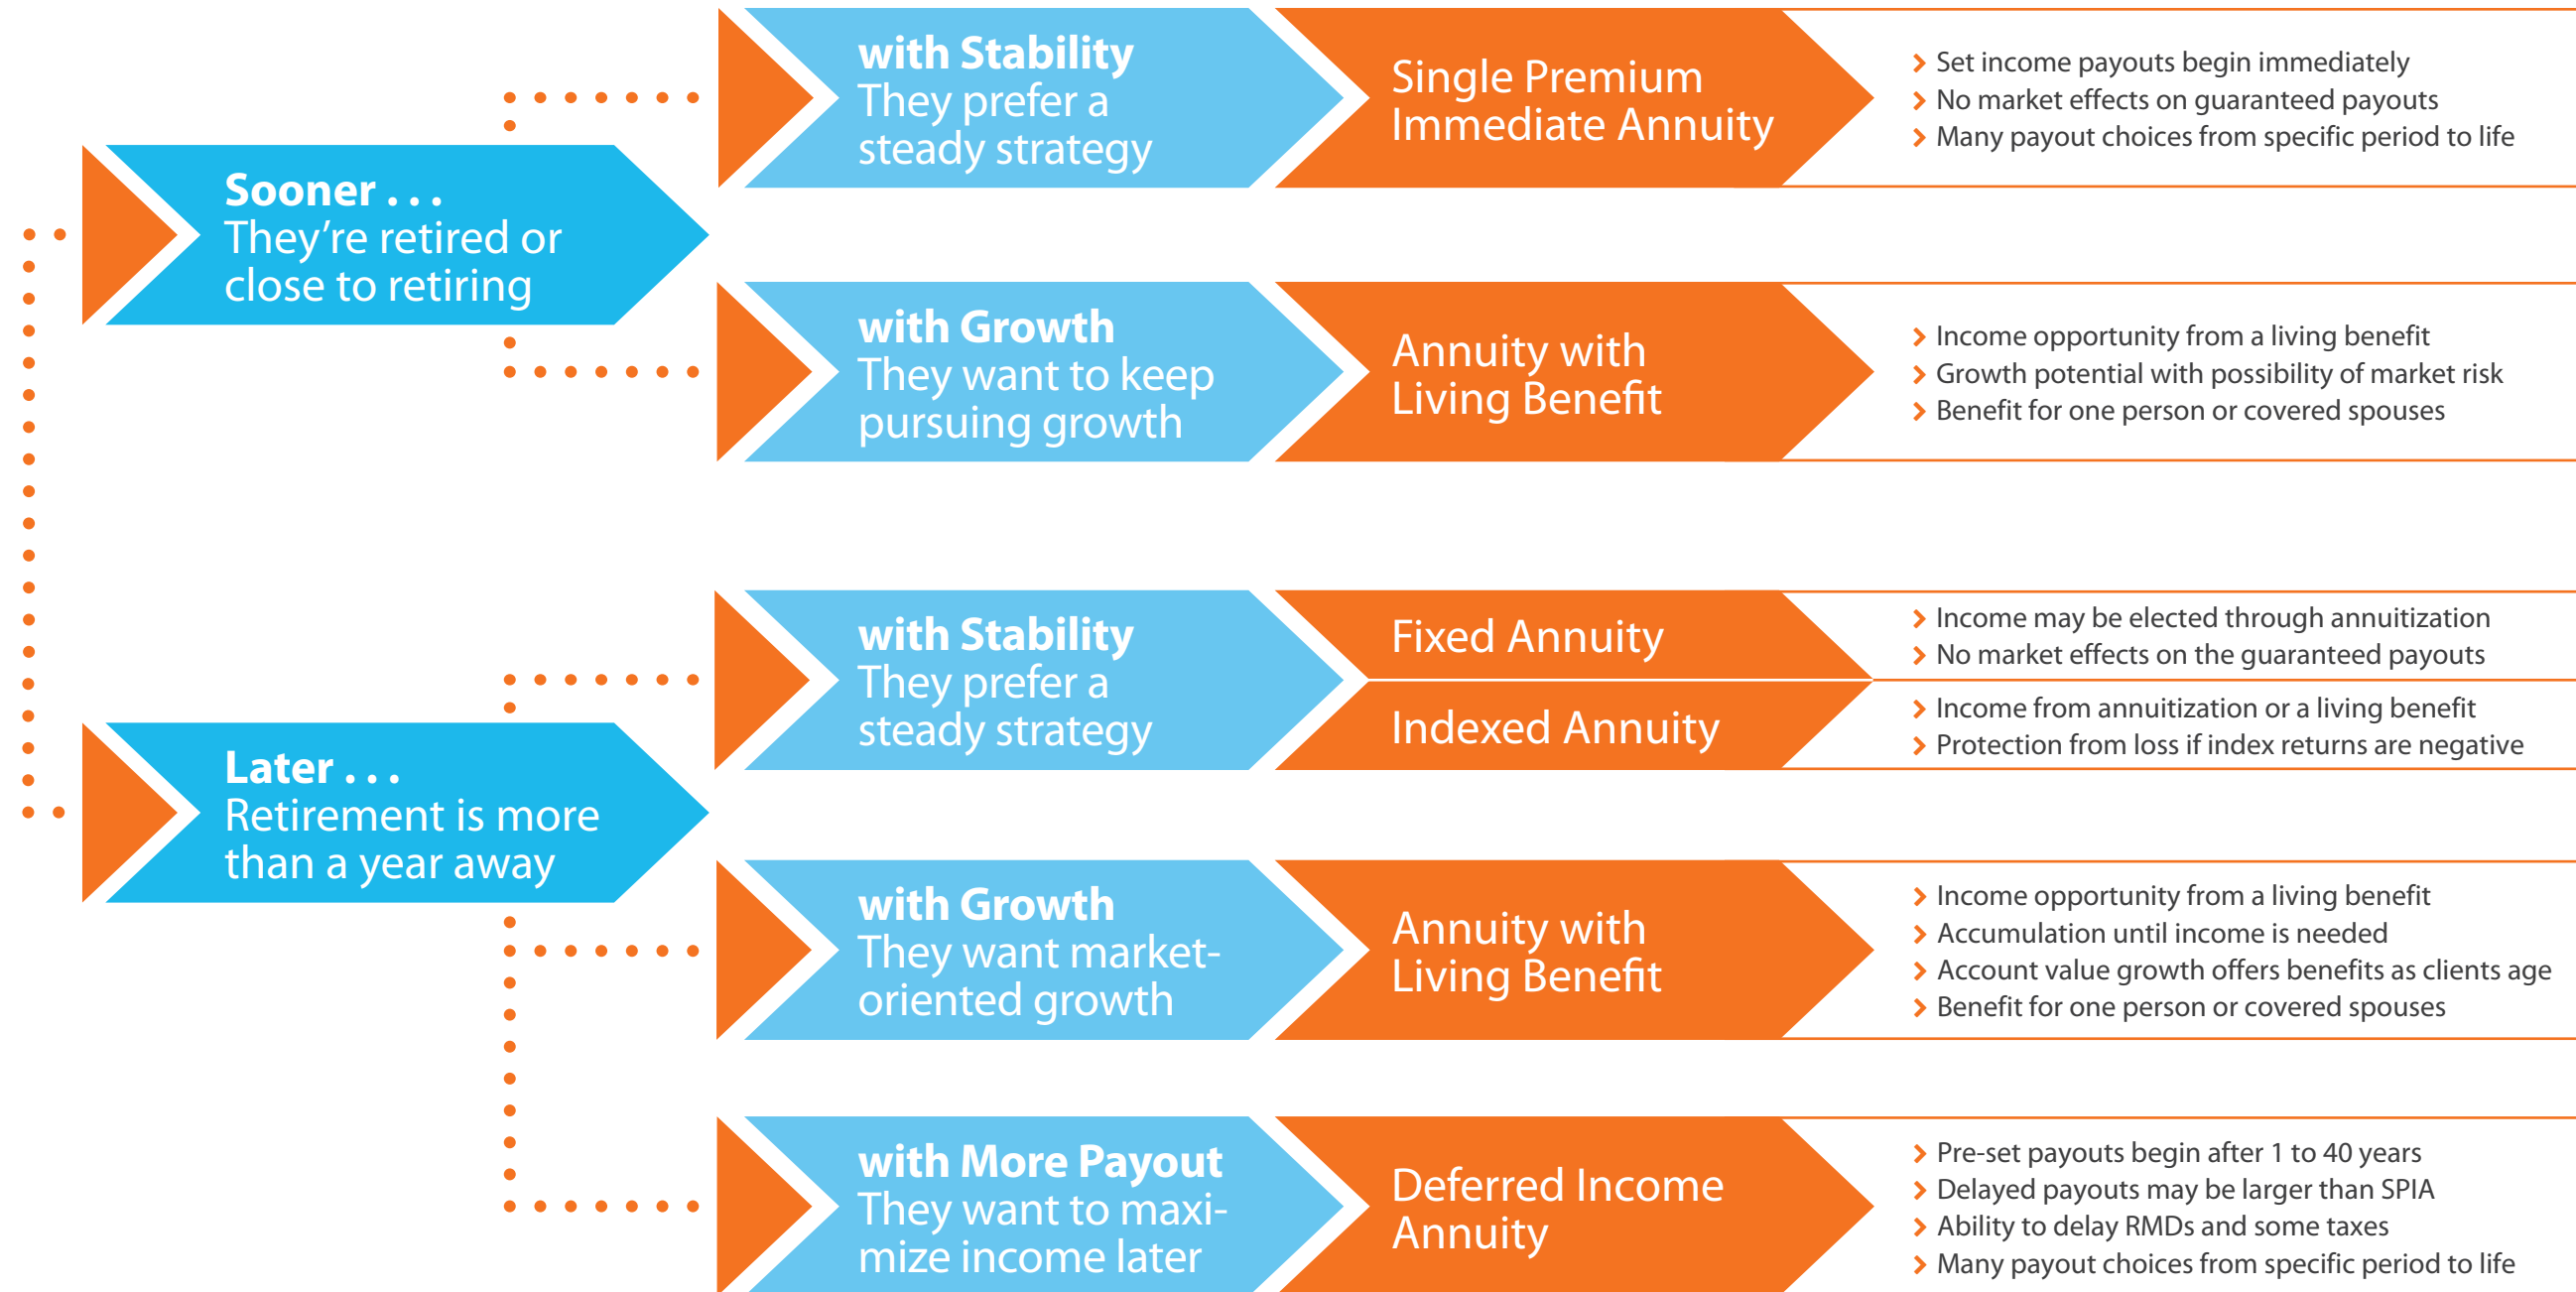 with Stability
They prefer a
steady strategy
Single Premium
Immediate Annuity
Set income payouts begin immediately
No market effects on guaranteed payouts
Many payout choices from specific period to life
Sooner . . .
They’re retired or
close to retiring
with Growth
They want to keep
pursuing growth
Annuity with
Living Benefit
Income opportunity from a living benefit
Growth potential with possibility of market risk
Benefit for one person or covered spouses
with Stability
They prefer a
steady strategy
Fixed Annuity
Income may be elected through annuitization
No market effects on the guaranteed payouts
Indexed Annuity
Income from annuitization or a living benefit
Protection from loss if index returns are negative
Later . . .
Retirement is more
than a year away
with Growth
They want market-
oriented growth
Annuity with
Living Benefit
Income opportunity from a living benefit
Accumulation until income is needed
Account value growth offers benefits as clients age
Benefit for one person or covered spouses
with More Payout
They want to maxi-
mize income later
Deferred Income
Annuity
Pre-set payouts begin after 1 to 40 years
Delayed payouts may be larger than SPIA
Ability to delay RMDs and some taxes
Many payout choices from specific period to life